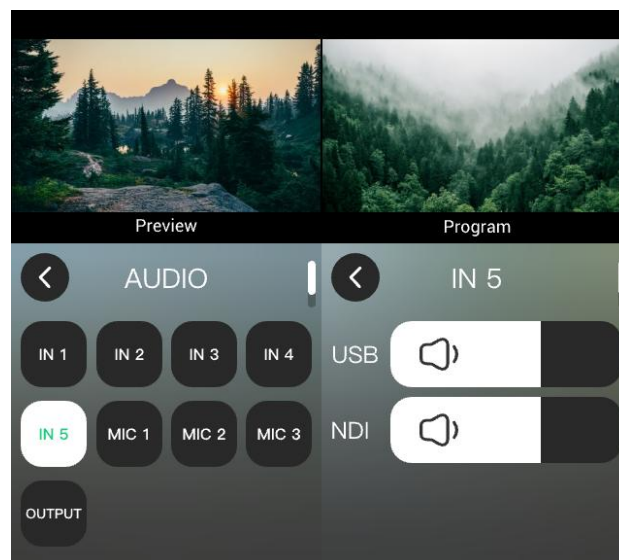 Preview
Program
AUDIO
IN 1 IN 2 IN 3 IN 4
IN 5 MIC 1 MIC 2 MIC 3
OUTPUT
IN 5
USB
NDI